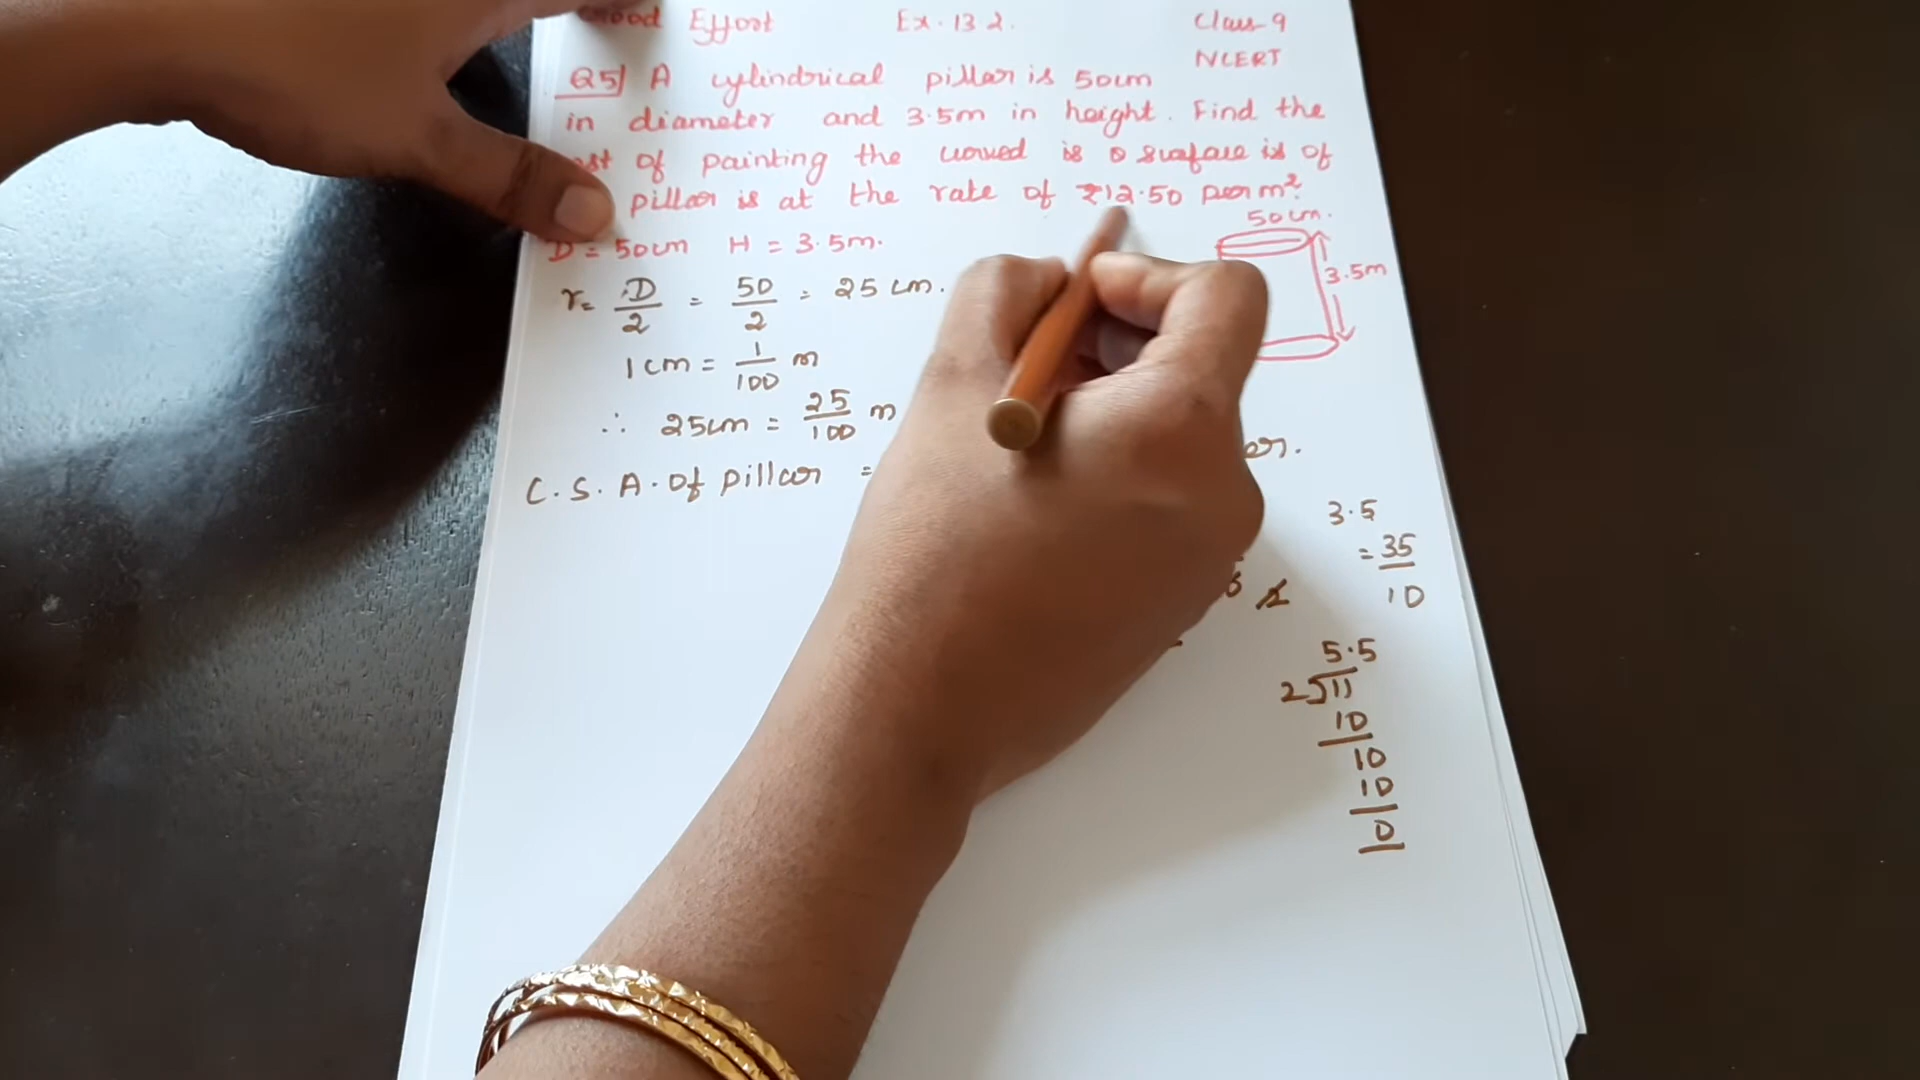 Good Effort Ex. 13.2. Class-9
NCERT
Q5) A cylindrical pillar is 50cm
in diameter and 3.5m in height. Find the
of painting the curved is surface is of
pillar is at the rate of ₹12.50 per m².
50cm.
D = 50cm H = 3.5m.
3.5m
r = D/2 = 50/2 = 25 cm.
1cm = 1/100 m
∴ 25cm = 25/100 m
C.S.A. Of pillar =
3.5
= 35/10
5.5
2)11
10
10
10
0